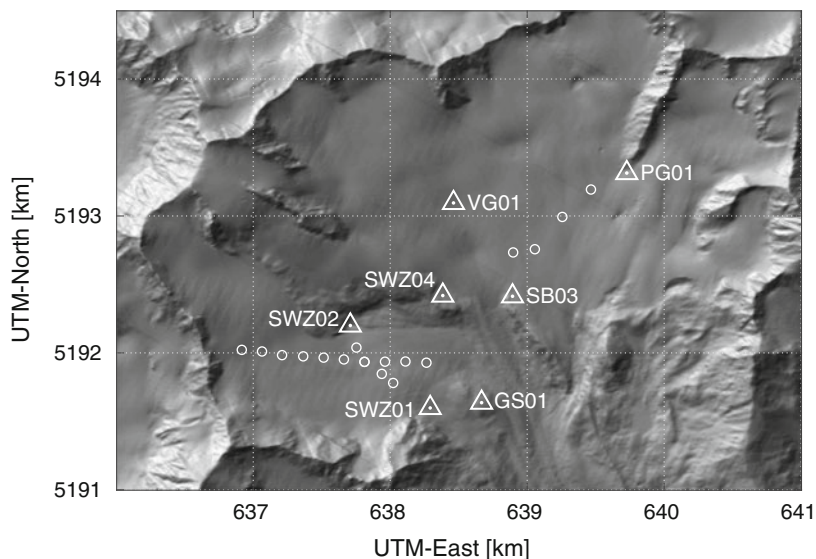 5194
PG01
5193
VG01
SWZ04
SB03
SWZ02
5192
SWZ01
GS01
5191
637
638
639
640
641
UTM-North [km]
UTM-East [km]